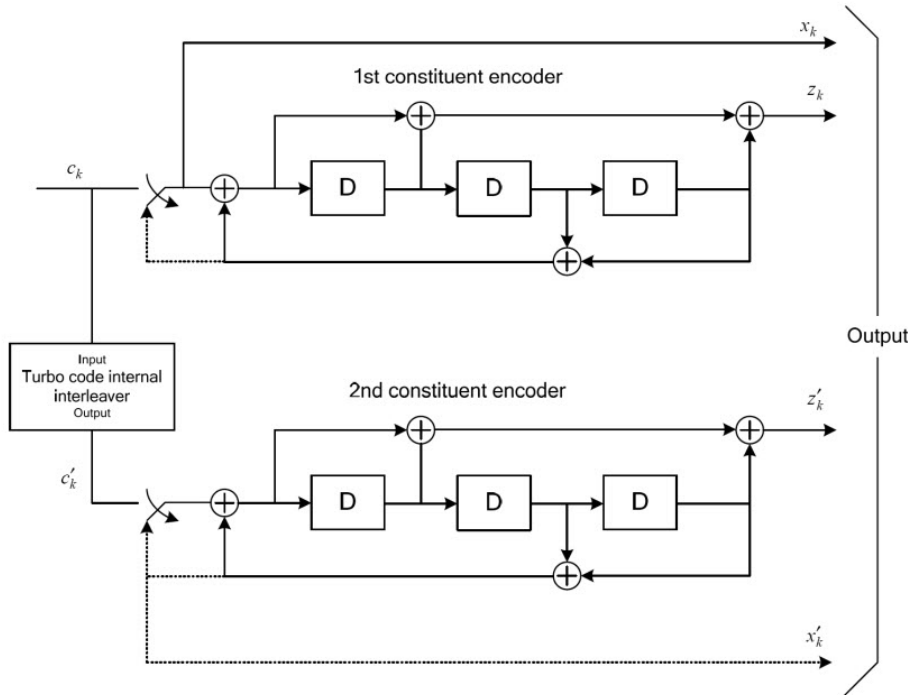 x_k
1st constituent encoder
z_k
c_k
D D D
Output
Input
Turbo code internal
interleaver
Output
2nd constituent encoder
z′_k
c′_k
D D D
x′_k